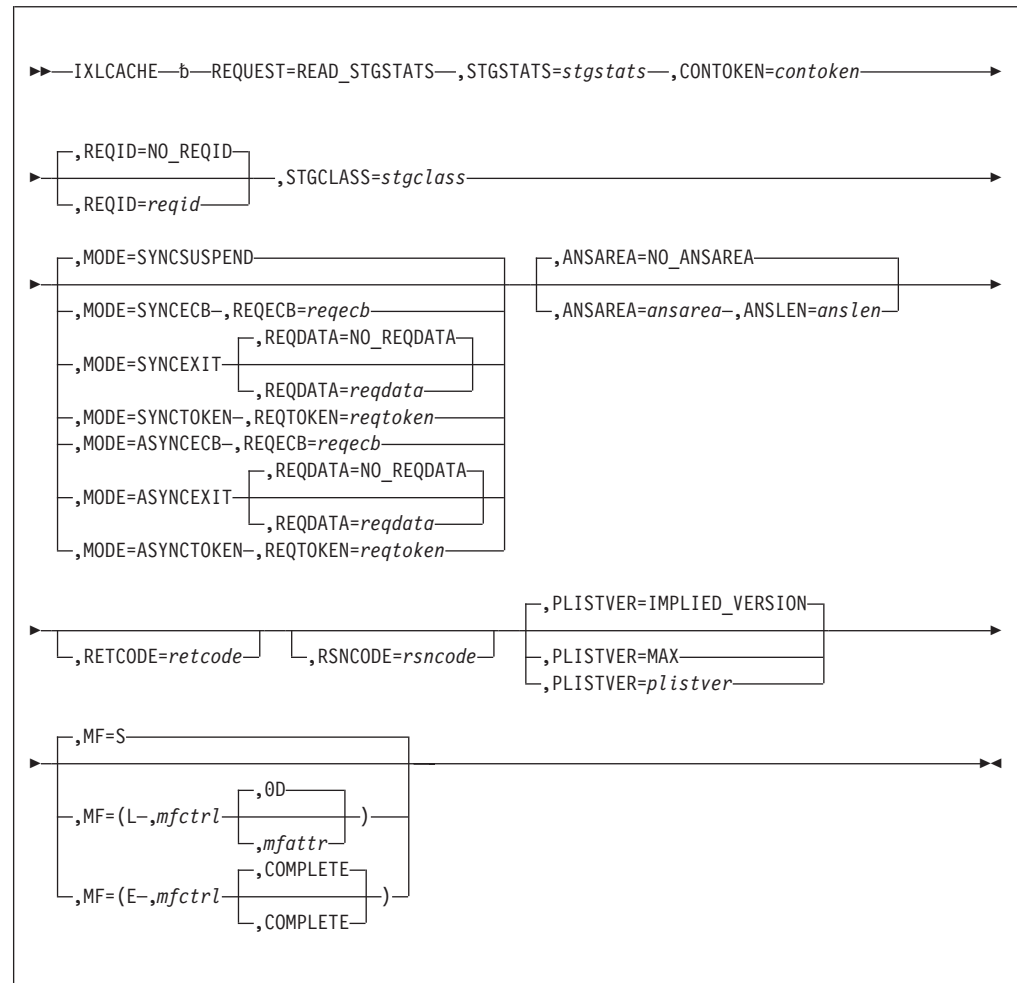 IXLCACHE ƀ REQUEST=READ_STGSTATS ,STGSTATS=stgstats ,CONTOKEN=contoken
,REQID=NO_REQID
,REQID=reqid
,STGCLASS=stgclass
,MODE=SYNCSUSPEND
,MODE=SYNCECB ,REQECB=reqecb
,MODE=SYNCEXIT
,REQDATA=NO_REQDATA
,REQDATA=reqdata
,MODE=SYNCTOKEN ,REQTOKEN=reqtoken
,MODE=ASYNCECB ,REQECB=reqecb
,MODE=ASYNCEXIT
,REQDATA=NO_REQDATA
,REQDATA=reqdata
,MODE=ASYNCTOKEN ,REQTOKEN=reqtoken
,ANSAREA=NO_ANSAREA
,ANSAREA=ansarea ,ANSLEN=anslen
,RETCODE=retcode
,RSNCODE=rsncode
,PLISTVER=IMPLIED_VERSION
,PLISTVER=MAX
,PLISTVER=plistver
,MF=S
,MF=(L ,mfctrl
,0D
,mfattr
)
,MF=(E ,mfctrl
,COMPLETE
,COMPLETE
)